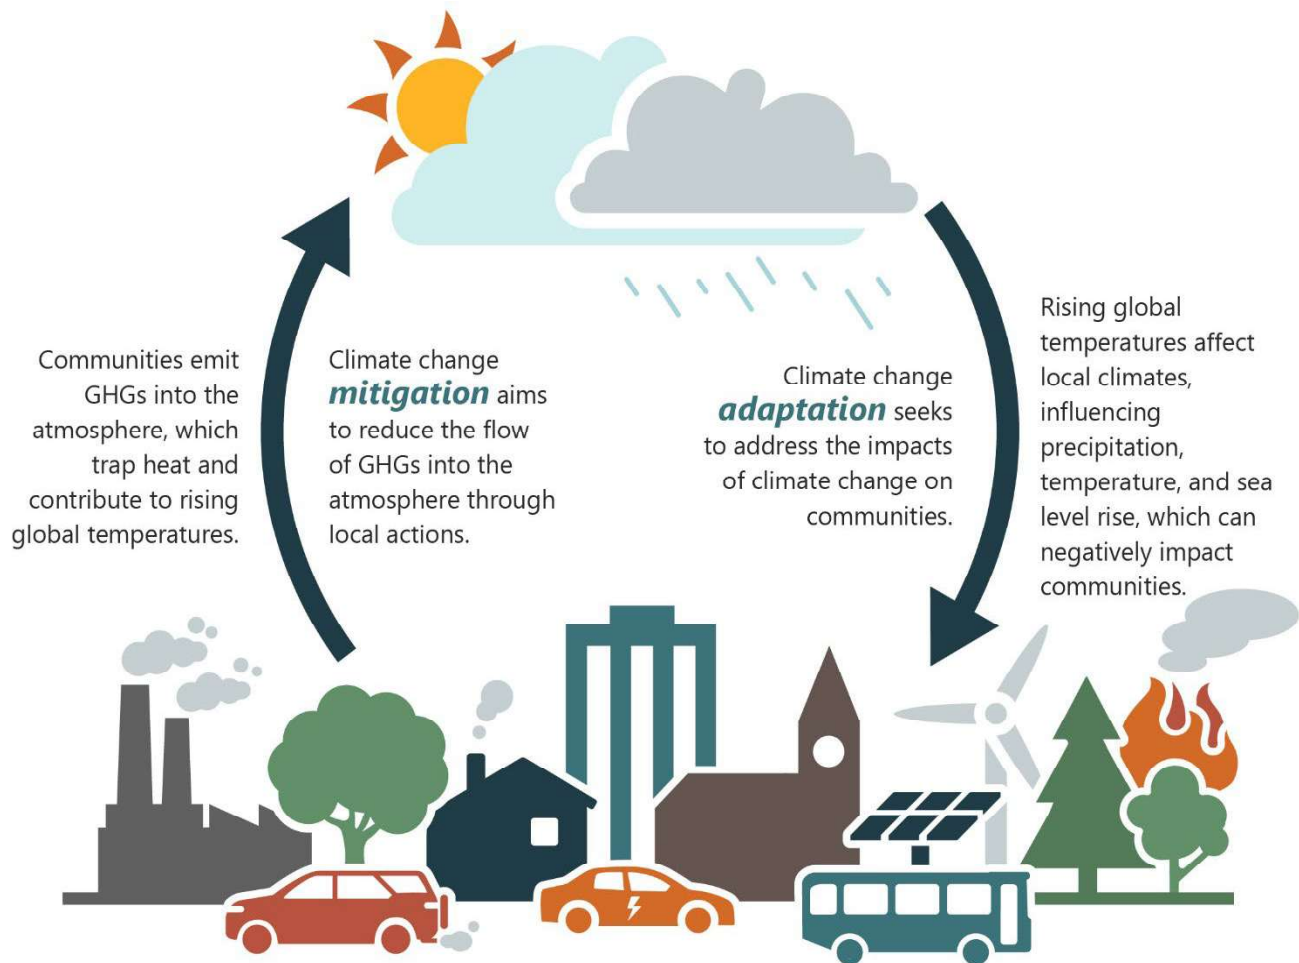 Communities emit
GHGs into the
atmosphere, which
trap heat and
contribute to rising
global temperatures.
Climate change
mitigation aims
to reduce the flow
of GHGs into the
atmosphere through
local actions.
Climate change
adaptation seeks
to address the impacts
of climate change on
communities.
Rising global
temperatures affect
local climates,
influencing
precipitation,
temperature, and sea
level rise, which can
negatively impact
communities.